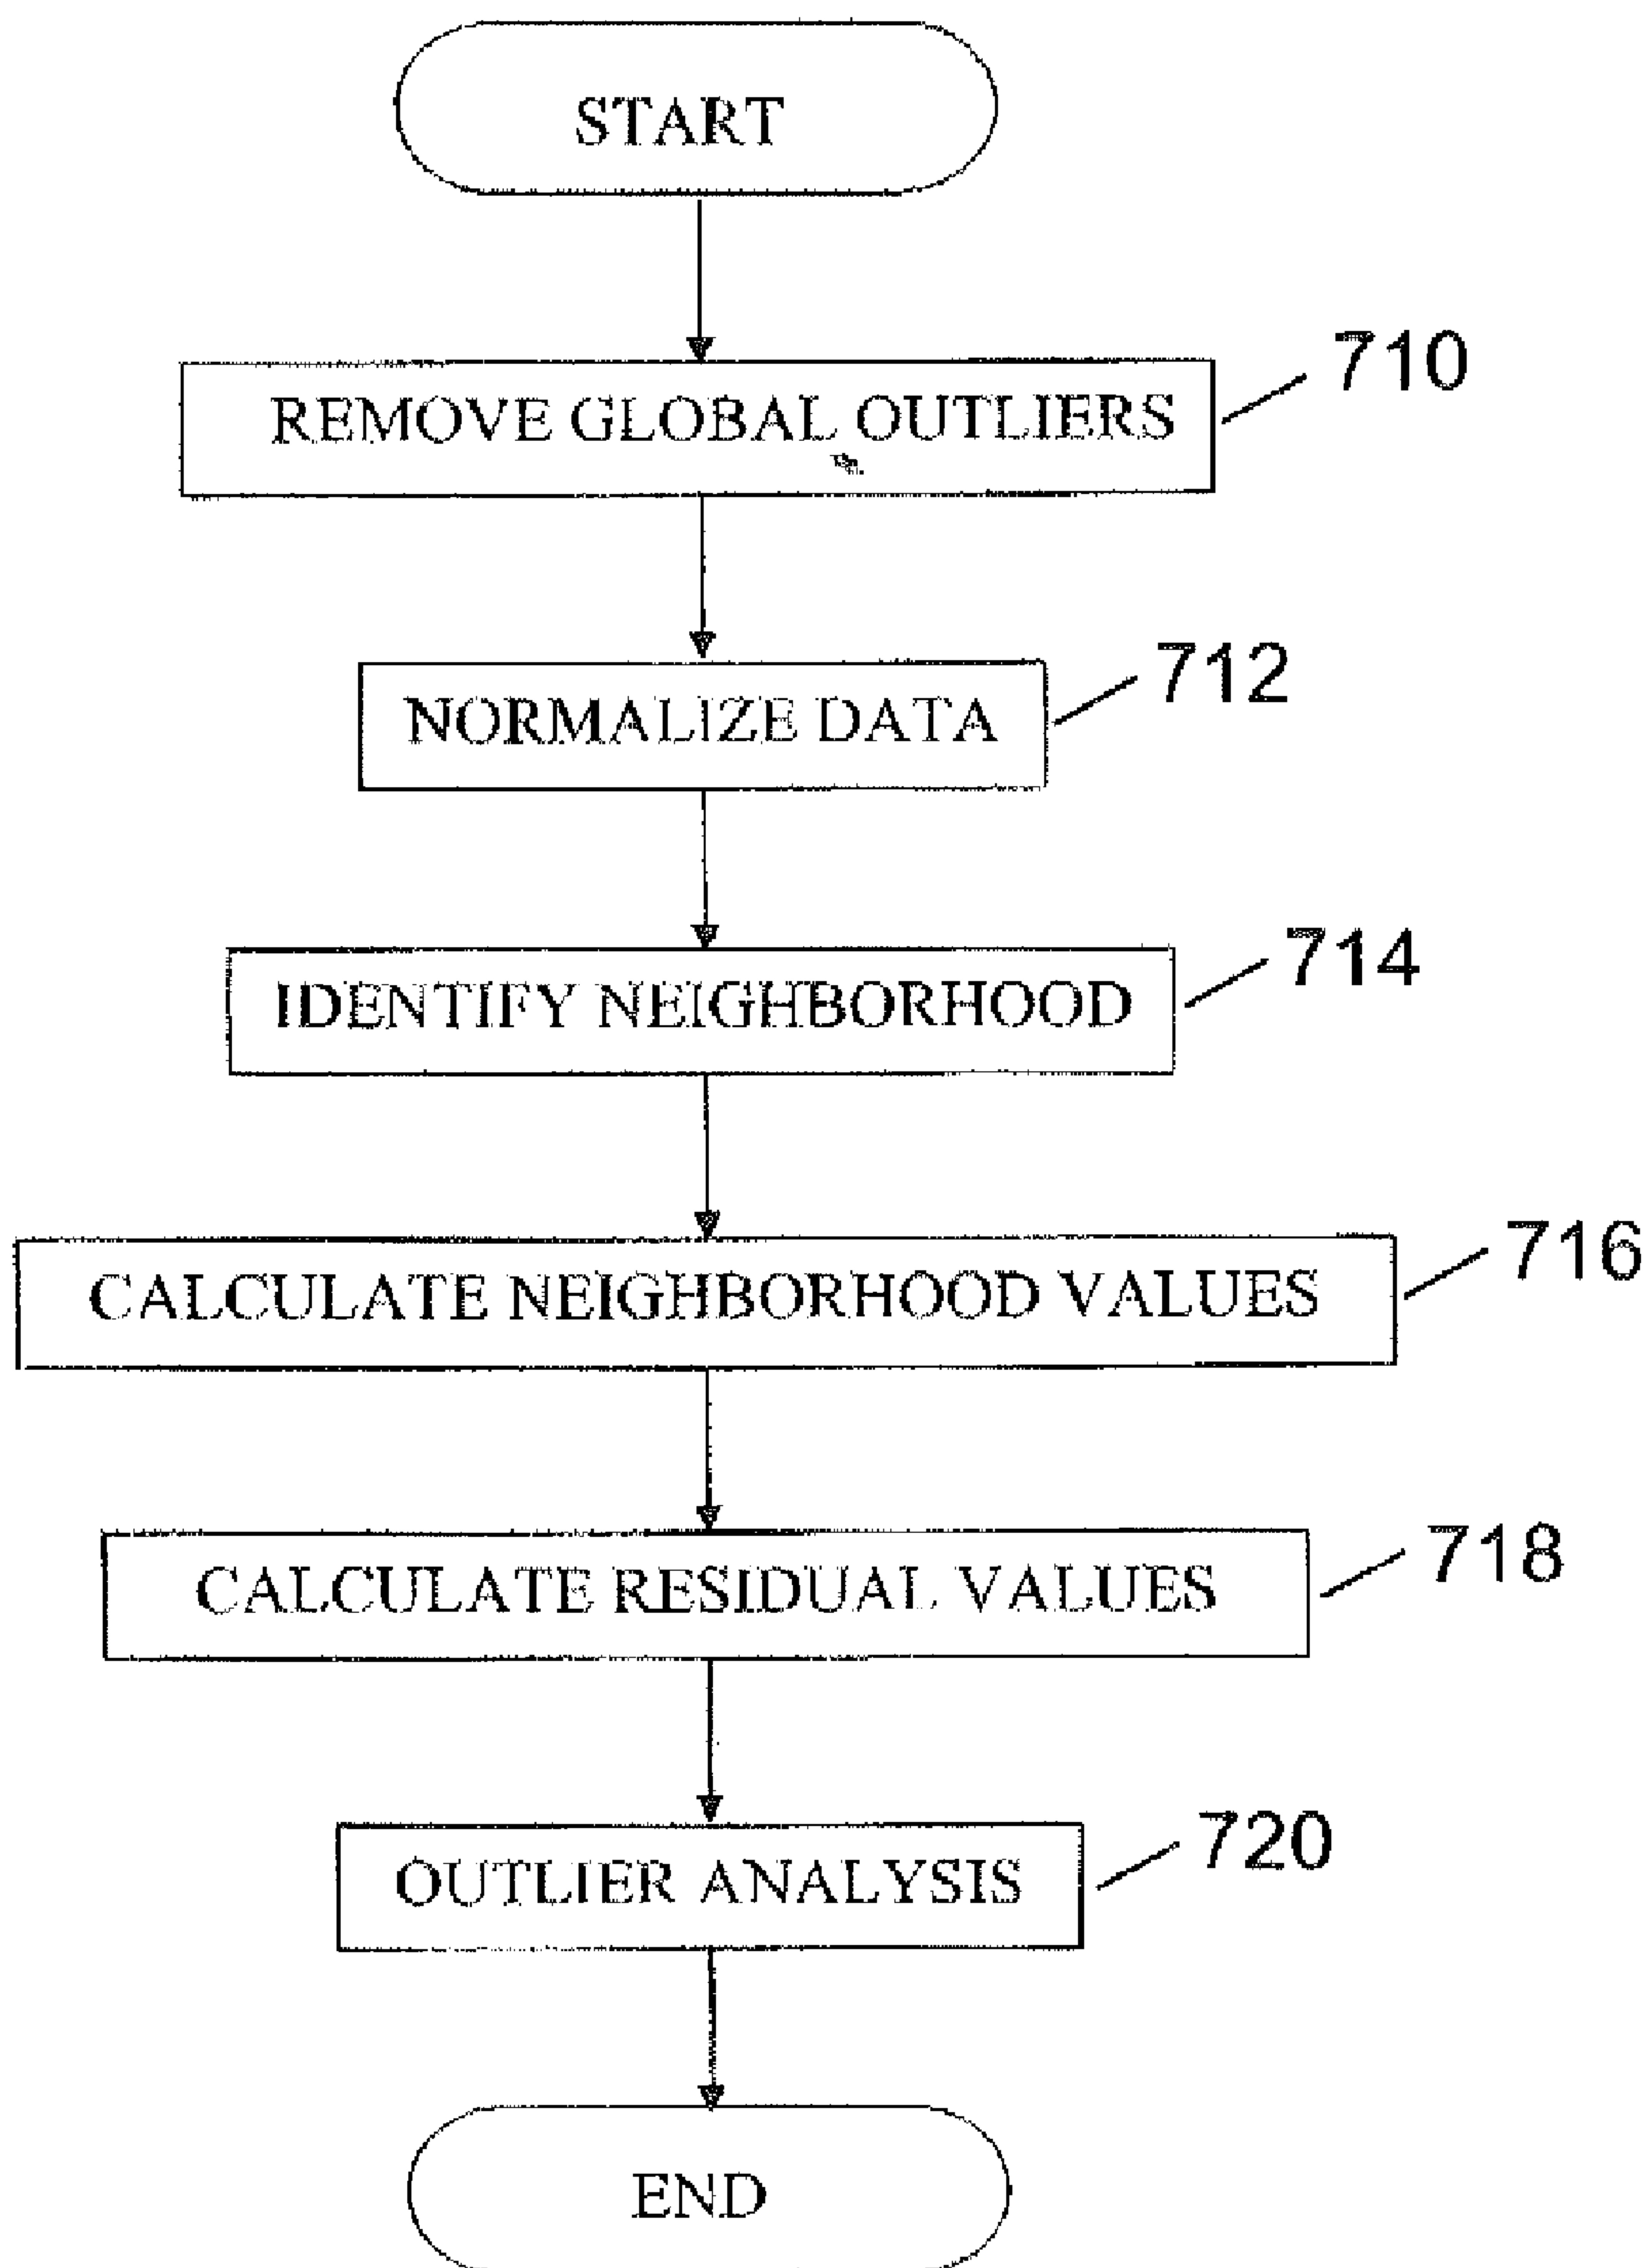 START
710
REMOVE GLOBAL OUTLIERS
712
NORMALIZE DATA
714
IDENTIFY NEIGHBORHOOD
716
CALCULATE NEIGHBORHOOD VALUES
718
CALCULATE RESIDUAL VALUES
720
OUTLIER ANALYSIS
END